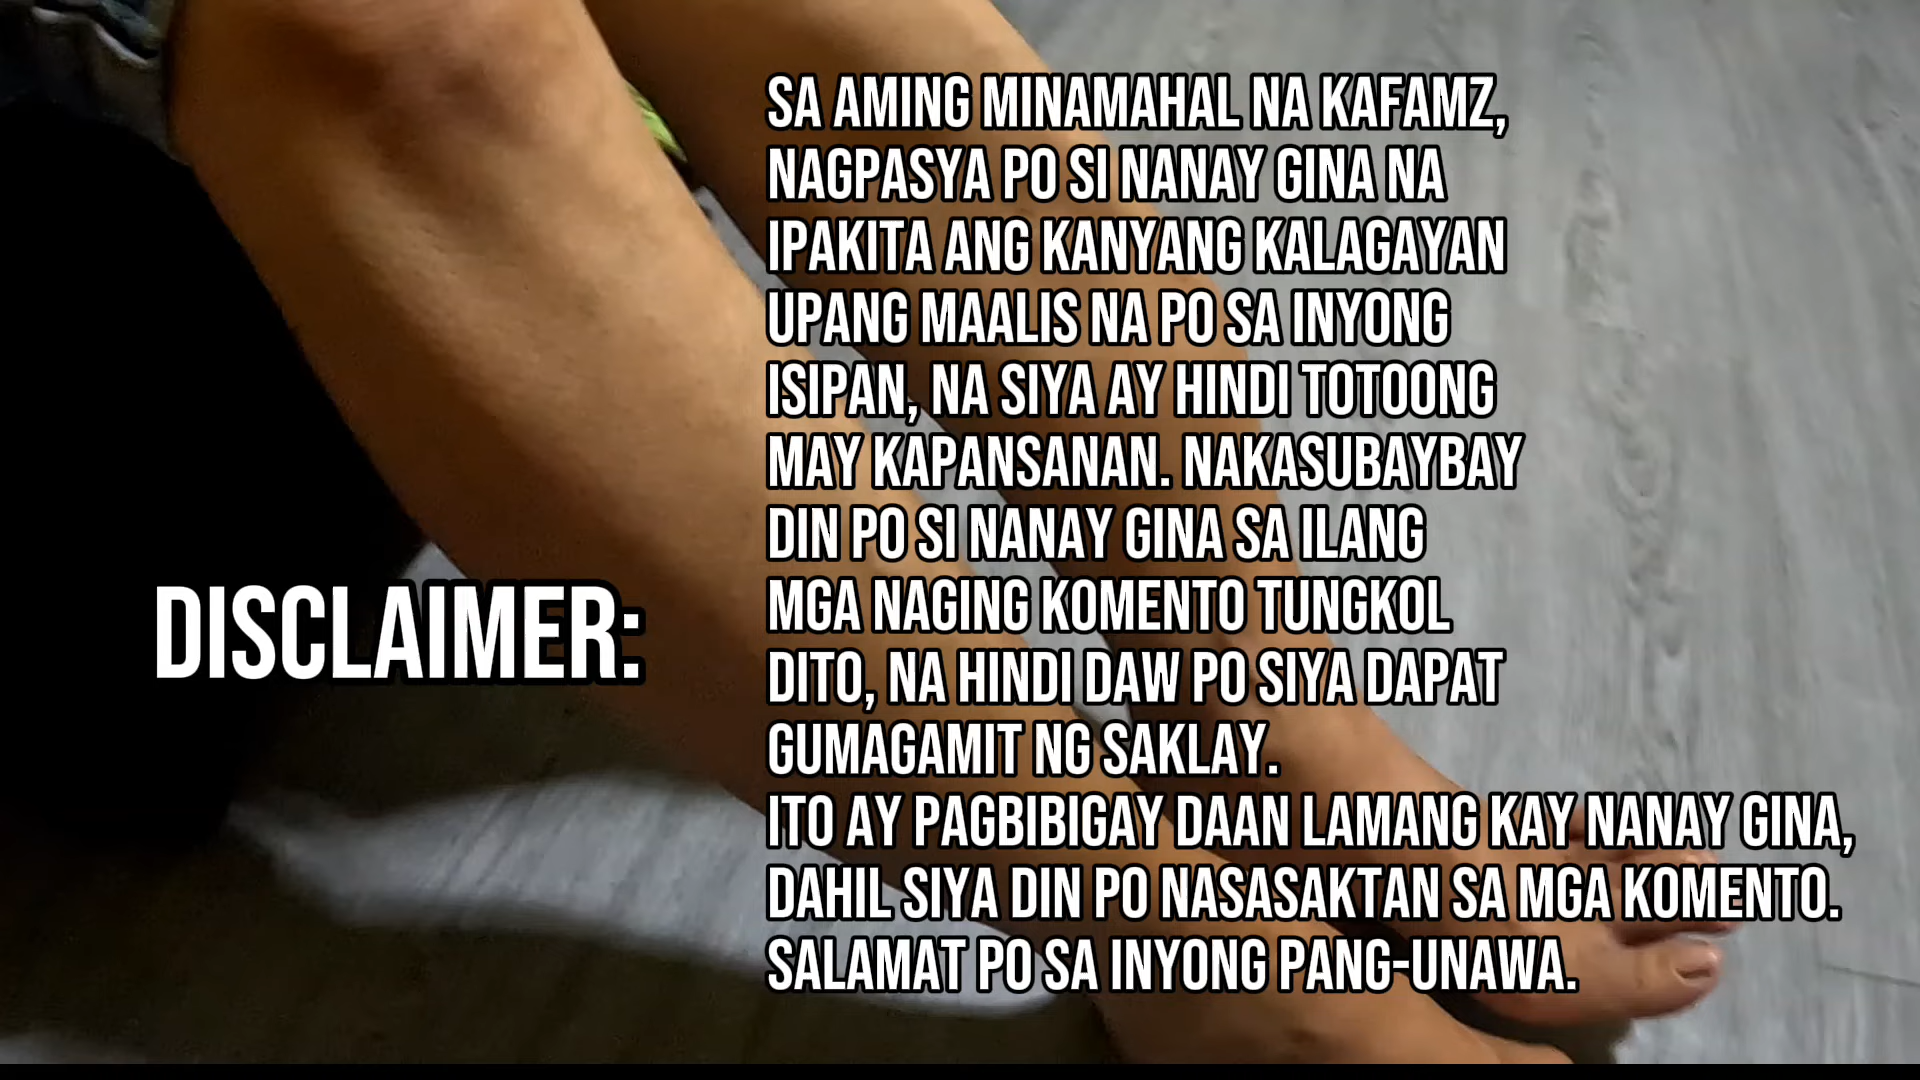 DISCLAIMER:
SA AMING MINAMAHAL NA KAFAMZ,
NAGPASYA PO SI NANAY GINA NA
IPAKITA ANG KANYANG KALAGAYAN
UPANG MAALIS NA PO SA INYONG
ISIPAN, NA SIYA AY HINDI TOTOONG
MAY KAPANSANAN. NAKASUBAYBAY
DIN PO SI NANAY GINA SA ILANG
MGA NAGING KOMENTO TUNGKOL
DITO, NA HINDI DAW PO SIYA DAPAT
GUMAGAMIT NG SAKLAY.
ITO AY PAGBIBIGAY DAAN LAMANG KAY NANAY GINA,
DAHIL SIYA DIN PO NASASAKTAN SA MGA KOMENTO.
SALAMAT PO SA INYONG PANG-UNAWA.